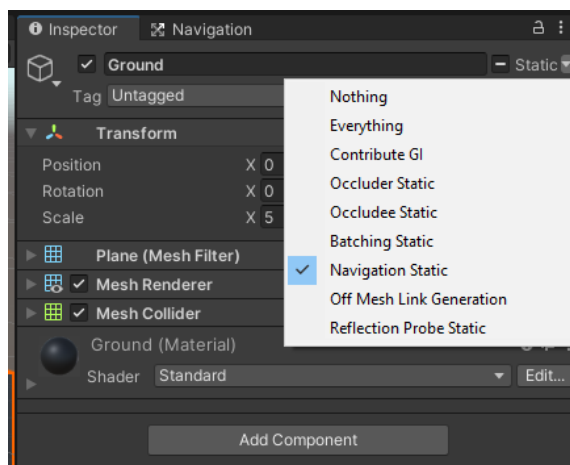 Inspector Navigation
Ground Static
Tag Untagged
Nothing
Everything
Contribute GI
Occluder Static
Occludee Static
Batching Static
Navigation Static
Off Mesh Link Generation
Reflection Probe Static
Transform
Position X 0
Rotation X 0
Scale X 5
Plane (Mesh Filter)
Mesh Renderer
Mesh Collider
Ground (Material)
Shader Standard Edit...
Add Component